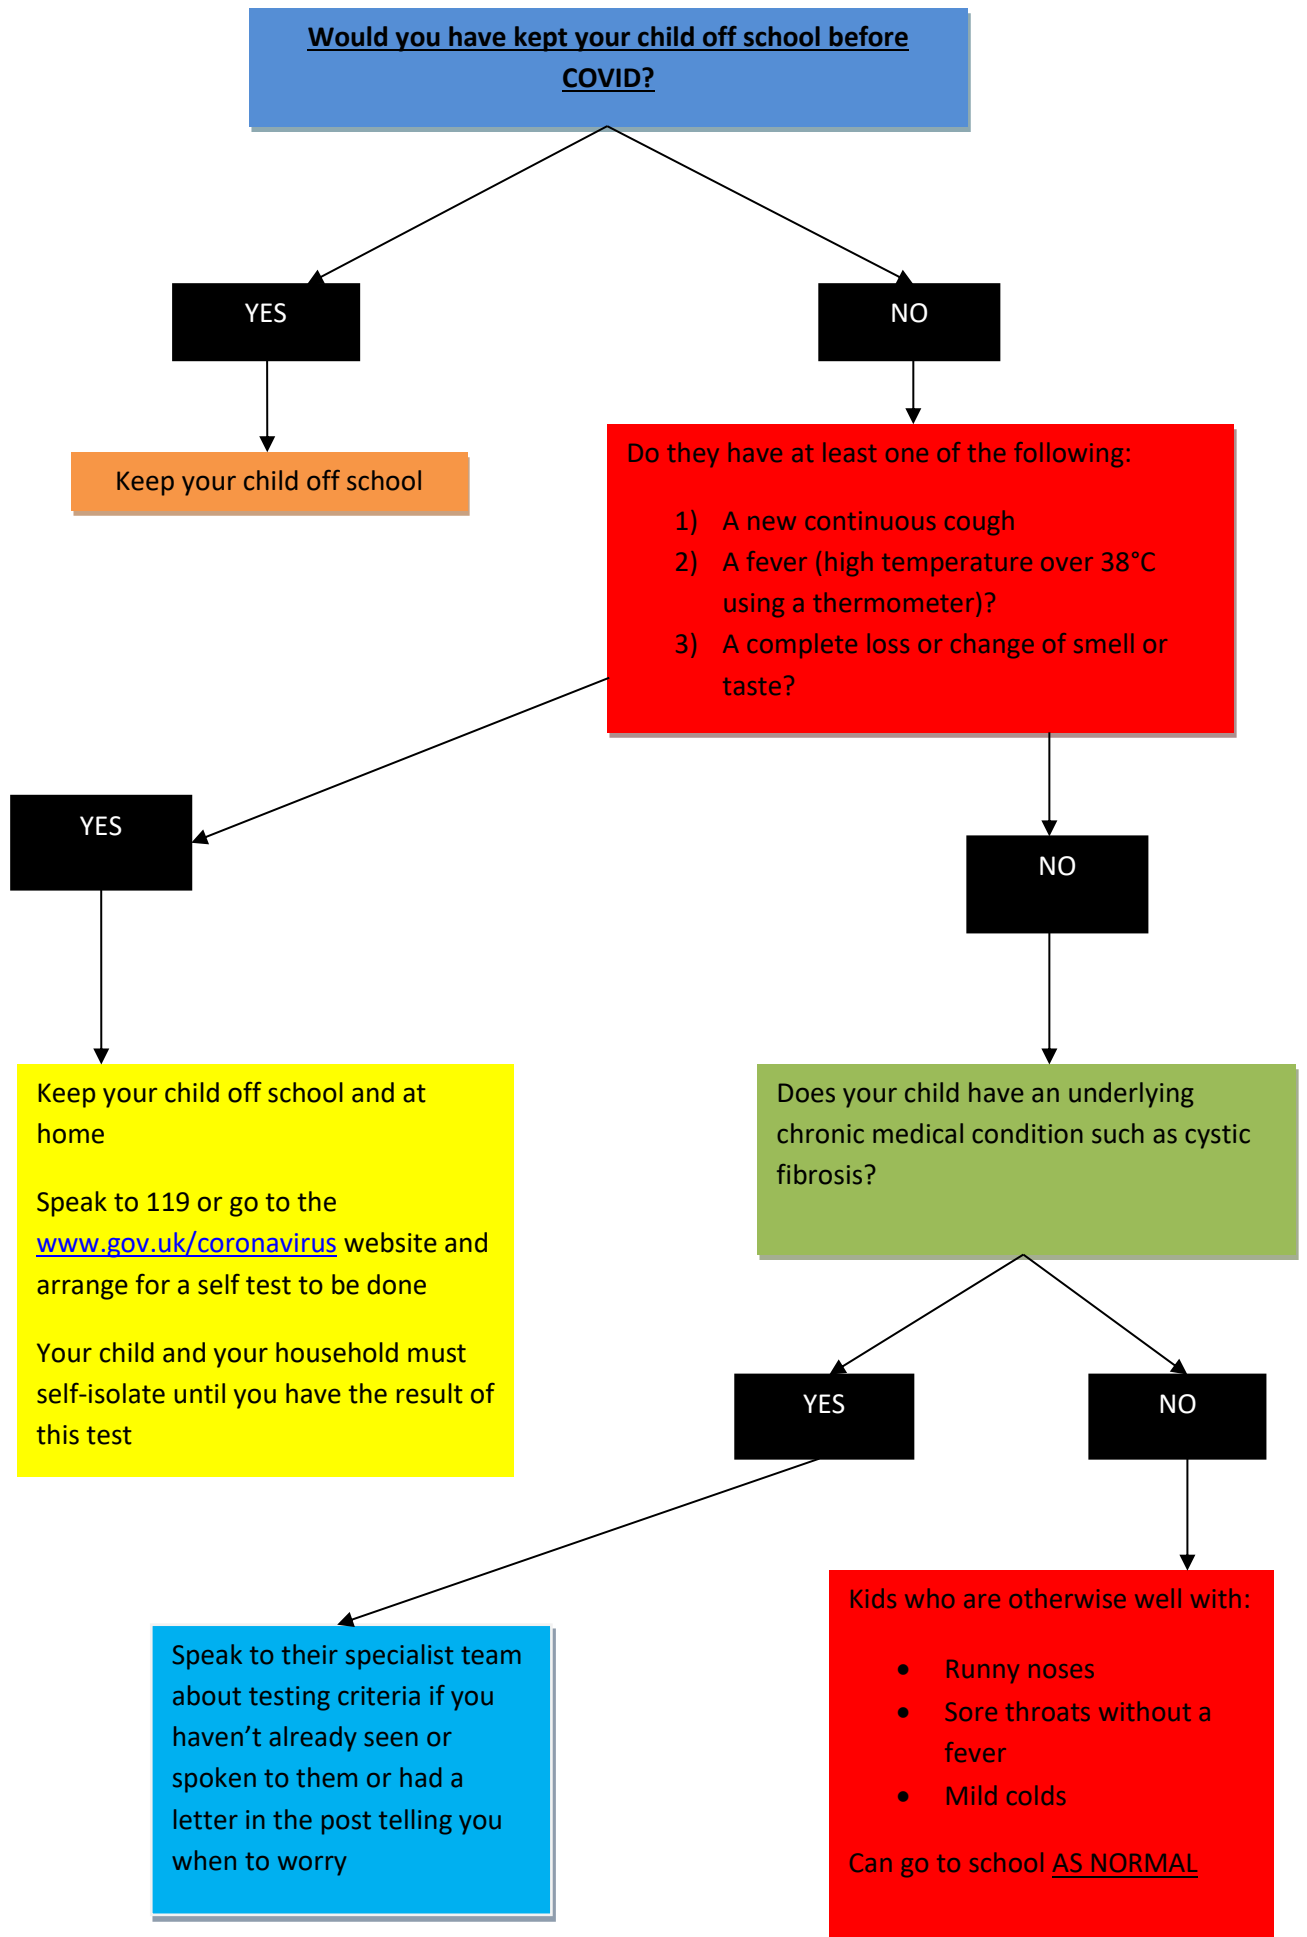 Would you have kept your child off school before
COVID?
YES
NO
Keep your child off school
Do they have at least one of the following:
1) A new continuous cough
2) A fever (high temperature over 38°C
using a thermometer)?
3) A complete loss or change of smell or
taste?
YES
NO
Keep your child off school and at
home
Speak to 119 or go to the
www.gov.uk/coronavirus website and
arrange for a self test to be done
Your child and your household must
self-isolate until you have the result of
this test
Does your child have an underlying
chronic medical condition such as cystic
fibrosis?
YES
NO
Speak to their specialist team
about testing criteria if you
haven’t already seen or
spoken to them or had a
letter in the post telling you
when to worry
Kids who are otherwise well with:
• Runny noses
• Sore throats without a
fever
• Mild colds
Can go to school AS NORMAL